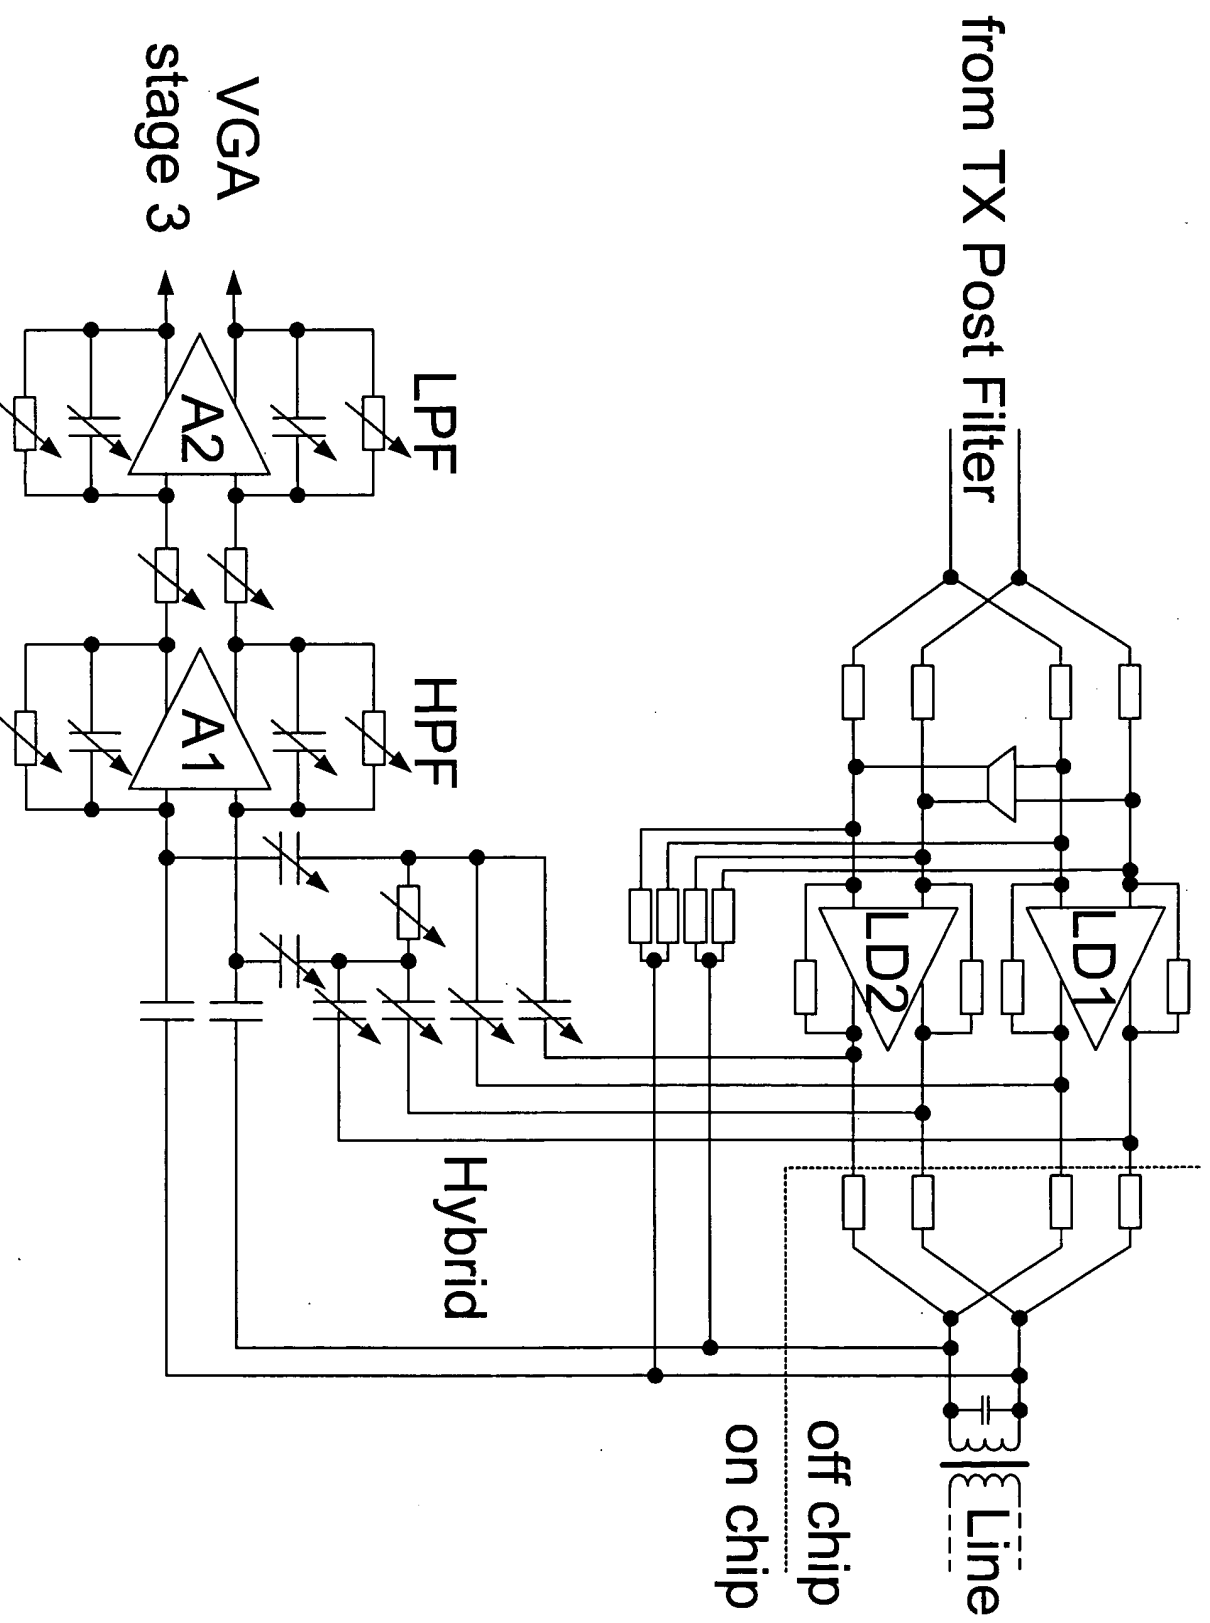 from TX Post Filter
LD1
LD2
off chip
on chip
Line
Hybrid
LPF
HPF
A2
A1
VGA
stage 3